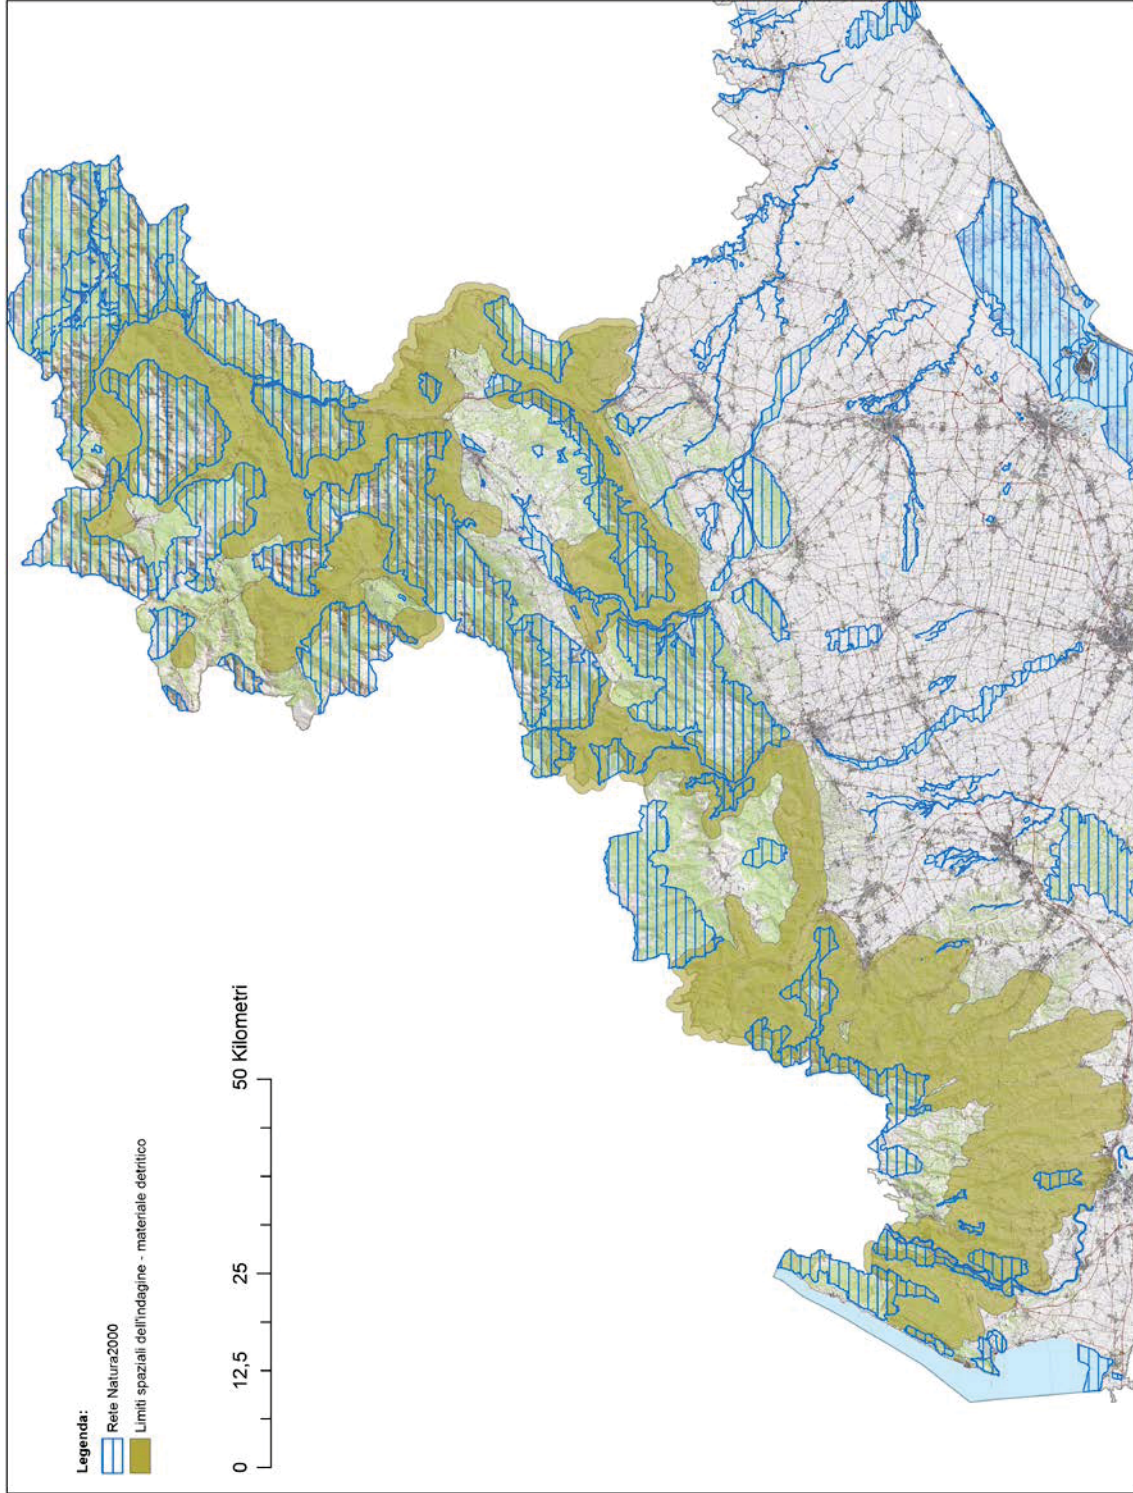 Legenda:
Rete Natura2000
Limiti spaziali dell'indagine - materiale detritico
0 12,5 25 50 Kilometri